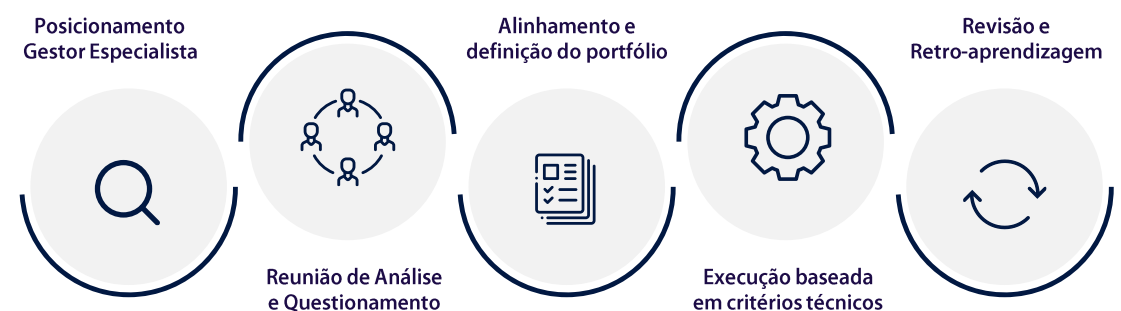 Posicionamento
Gestor Especialista
Reunião de Análise
e Questionamento
Alinhamento e
definição do portfólio
Execução baseada
em critérios técnicos
Revisão e
Retro-aprendizagem